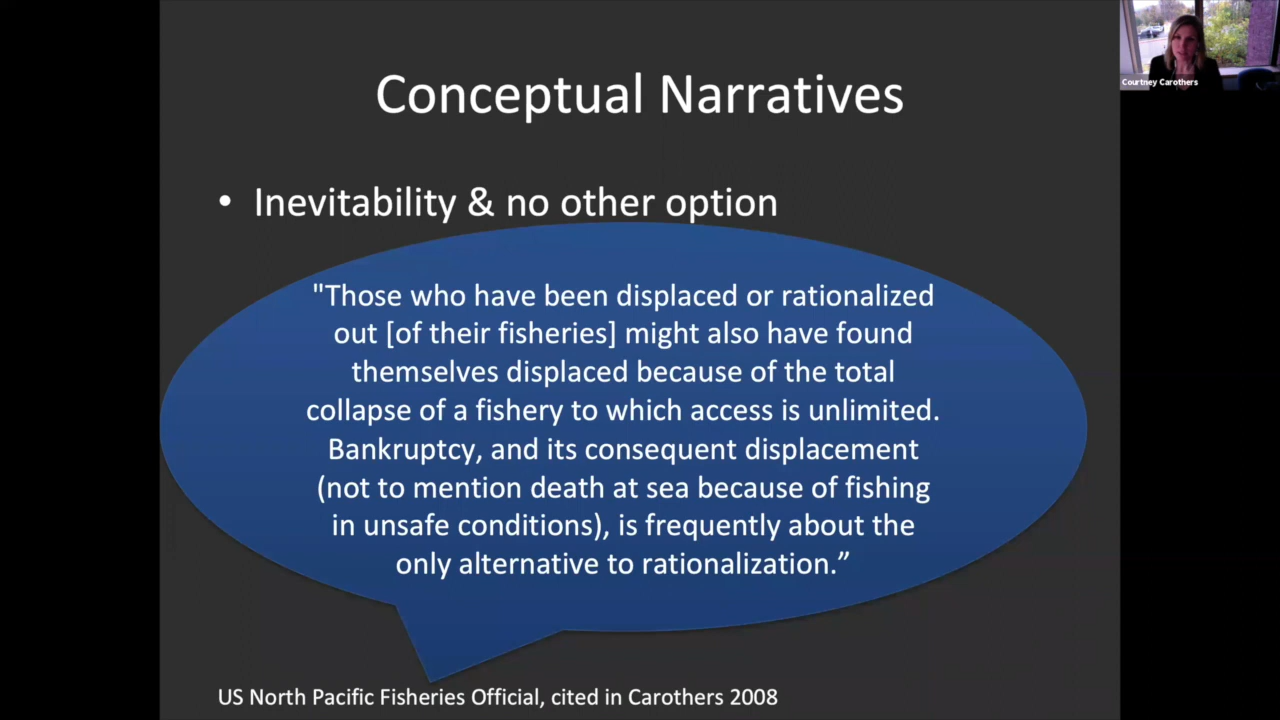 Conceptual Narratives
Courtney Carothers
• Inevitability & no other option
"Those who have been displaced or rationalized
out [of their fisheries] might also have found
themselves displaced because of the total
collapse of a fishery to which access is unlimited.
Bankruptcy, and its consequent displacement
(not to mention death at sea because of fishing
in unsafe conditions), is frequently about the
only alternative to rationalization.”
US North Pacific Fisheries Official, cited in Carothers 2008